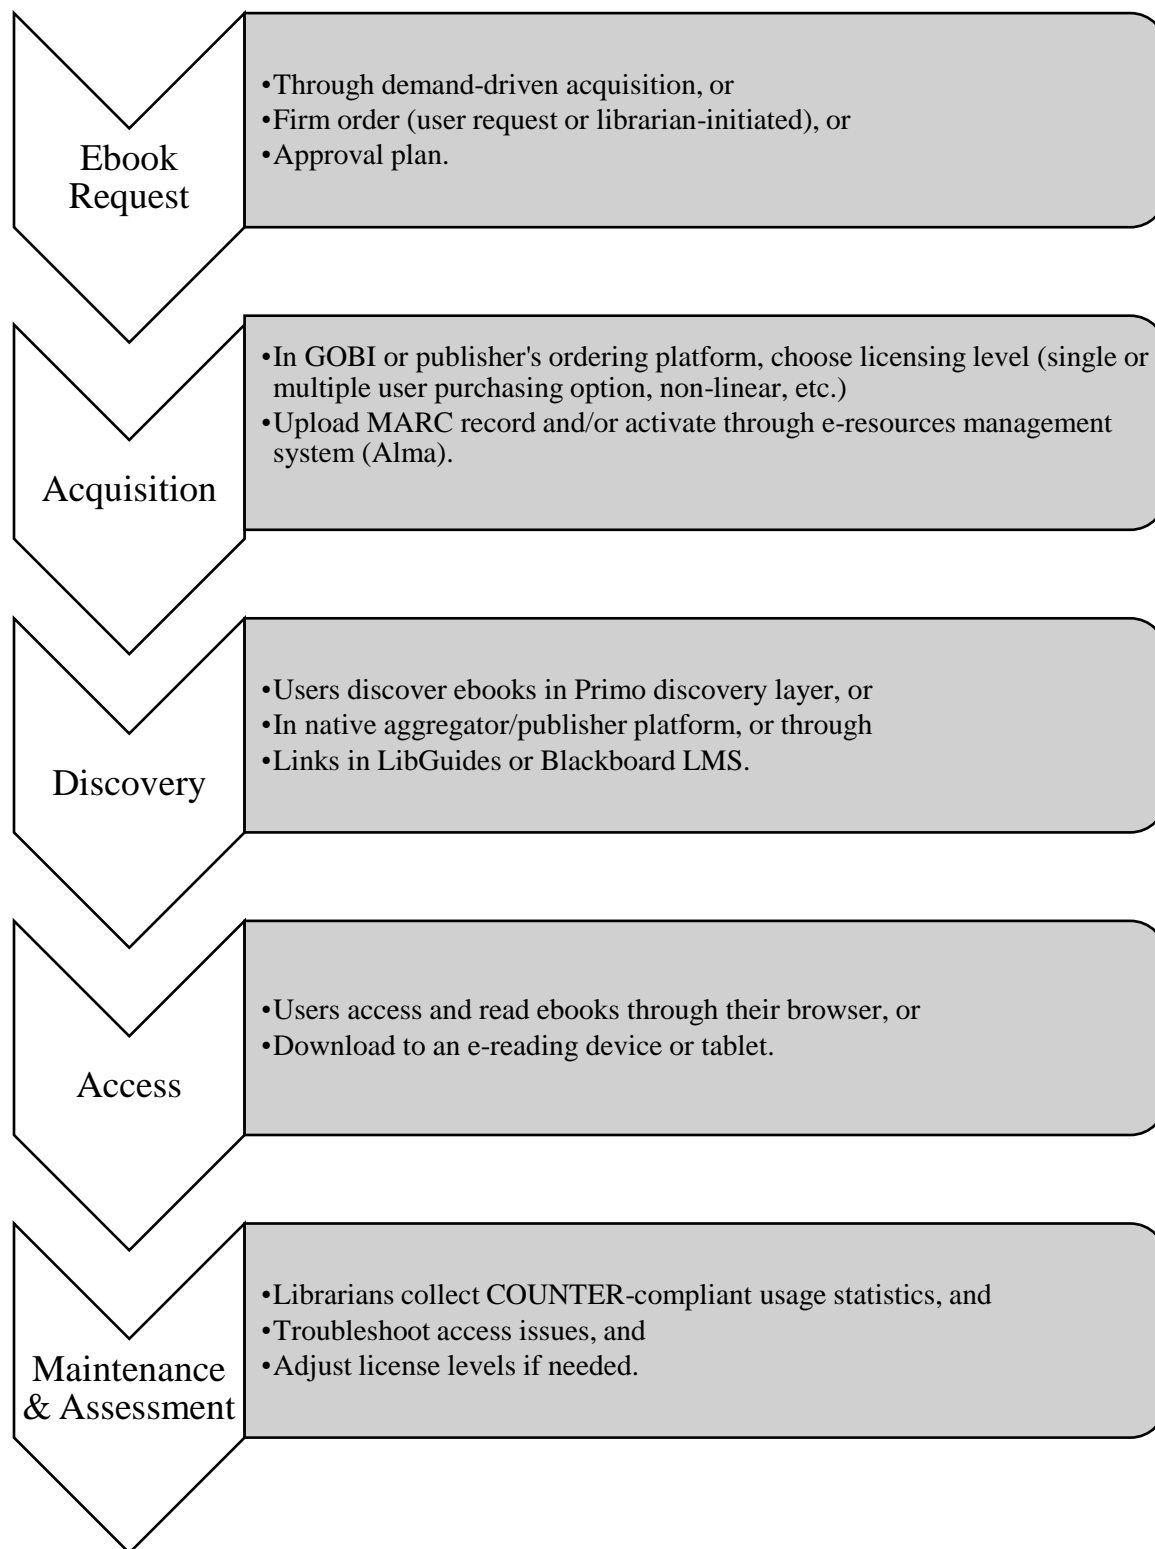 Ebook
Request
•Through demand-driven acquisition, or
•Firm order (user request or librarian-initiated), or
•Approval plan.
Acquisition
•In GOBI or publisher's ordering platform, choose licensing level (single or
multiple user purchasing option, non-linear, etc.)
•Upload MARC record and/or activate through e-resources management
system (Alma).
Discovery
•Users discover ebooks in Primo discovery layer, or
•In native aggregator/publisher platform, or through
•Links in LibGuides or Blackboard LMS.
Access
•Users access and read ebooks through their browser, or
•Download to an e-reading device or tablet.
Maintenance
& Assessment
•Librarians collect COUNTER-compliant usage statistics, and
•Troubleshoot access issues, and
•Adjust license levels if needed.